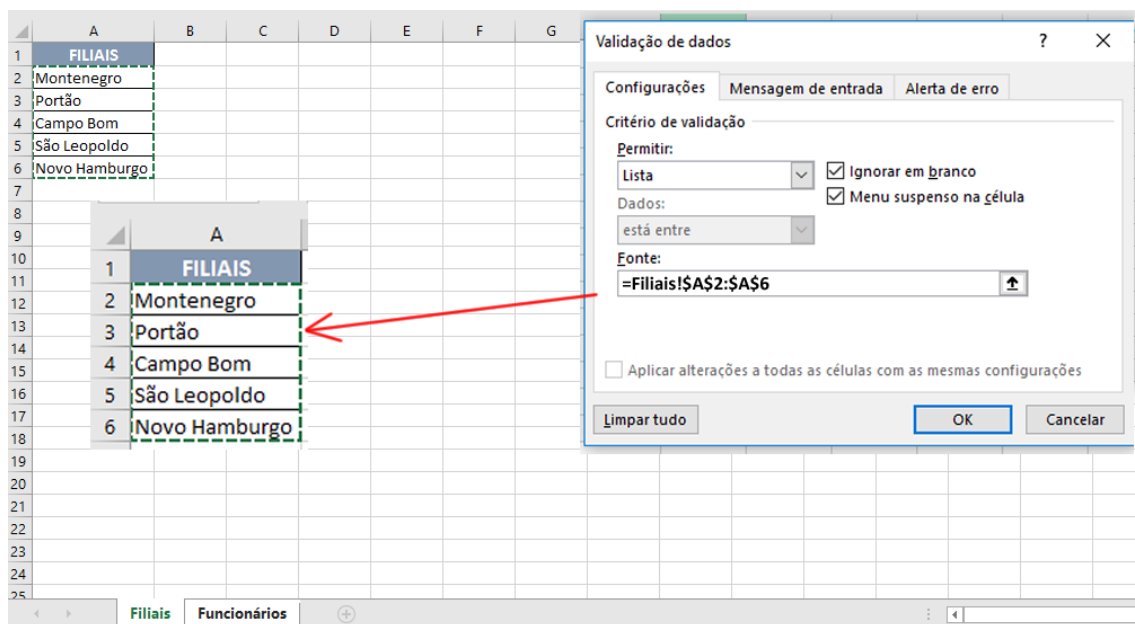 A B C D E F G
1 FILIAIS
2 Montenegro
3 Portão
4 Campo Bom
5 São Leopoldo
6 Novo Hamburgo
7
8
9
10
11
12
13
14
15
16
17
18
19
20
21
22
23
24
25
A
1 FILIAIS
2 Montenegro
3 Portão
4 Campo Bom
5 São Leopoldo
6 Novo Hamburgo
Validação de dados ? X
Configurações Mensagem de entrada Alerta de erro
Critério de validação
Permitir:
Lista
Ignorar em branco
Menu suspenso na célula
Dados:
está entre
Fonte:
=Filiais!$A$2:$A$6
Aplicar alterações a todas as células com as mesmas configurações
Limpar tudo OK Cancelar
Filiais Funcionários